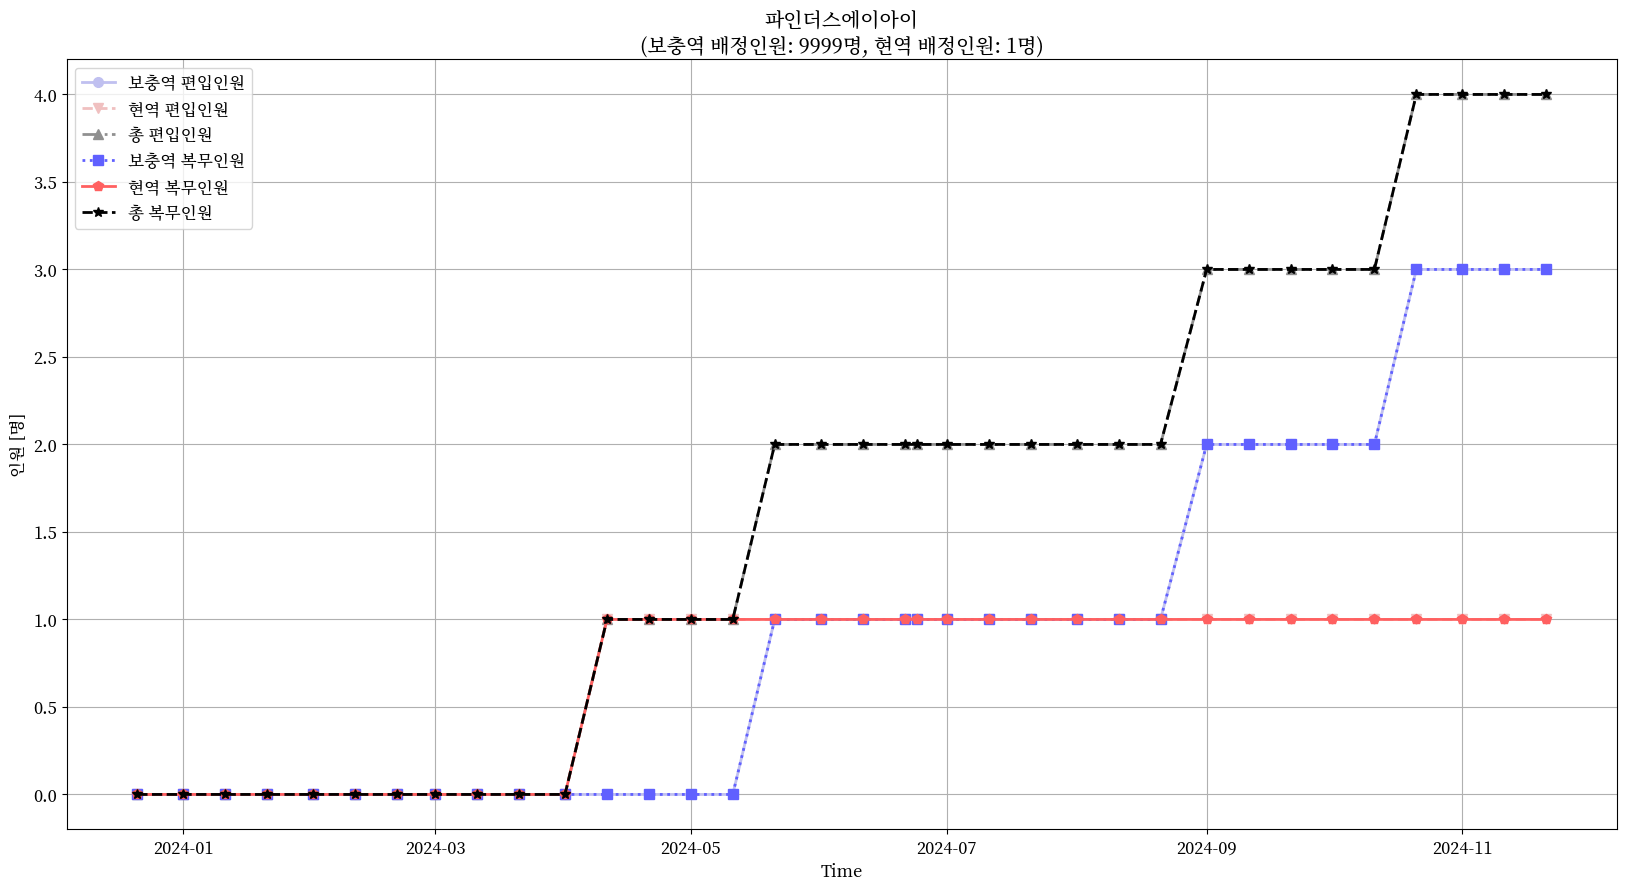 파인더스에이아이
(보충역 배정인원: 9999명, 현역 배정인원: 1명)
보충역 편입인원
현역 편입인원
총 편입인원
보충역 복무인원
현역 복무인원
총 복무인원
인원 [명]
4.0
3.5
3.0
2.5
2.0
1.5
1.0
0.5
0.0
2024-01
2024-03
2024-05
2024-07
2024-09
2024-11
Time